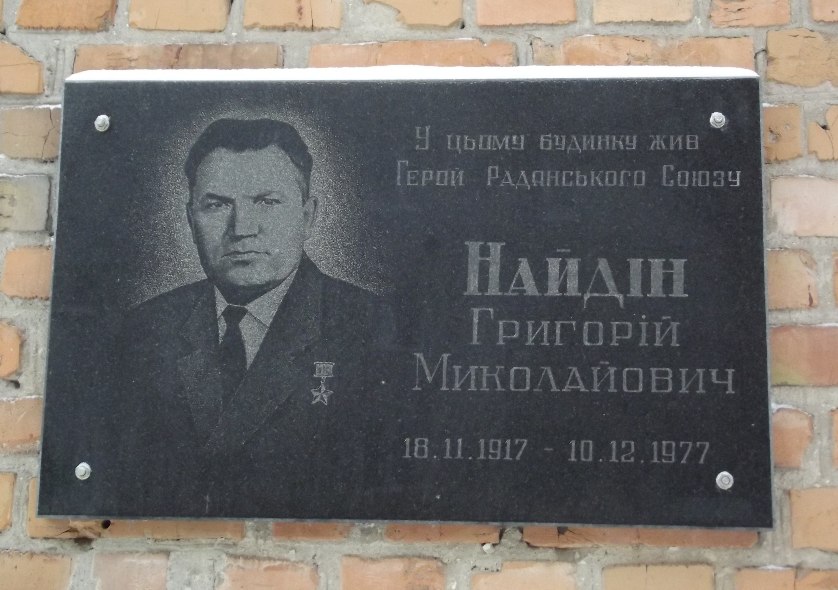 У цьому будинку жив
Герой Радянського Союзу
Найдін
Григорій
Миколайович
18.11.1917 - 10.12.1977